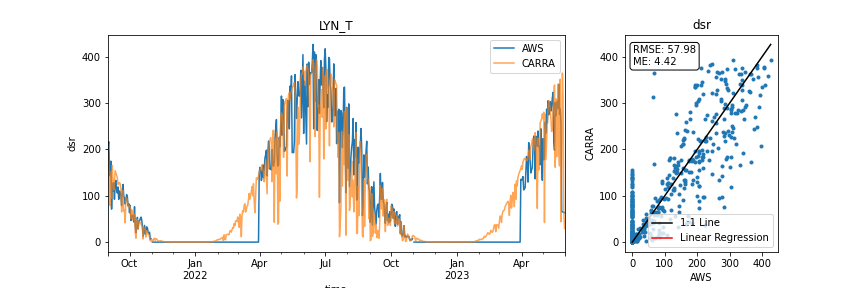 LYN_T
dsr
400
300
200
100
0
dsr
AWS
CARRA
Oct
Jan
2022
Apr
Jul
Oct
Jan
2023
Apr
dsr
RMSE: 57.98
ME: 4.42
400
300
200
100
0
CARRA
1:1 Line
Linear Regression
0
100
200
300
400
AWS